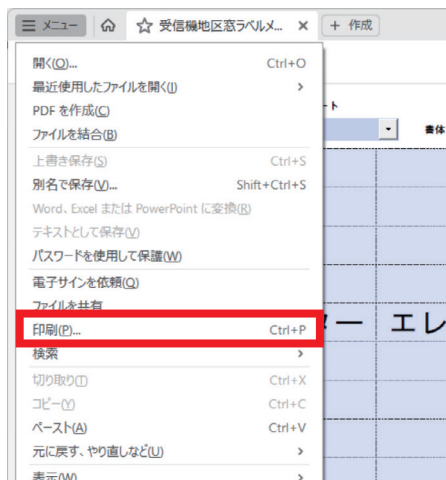 メニュー 受信機地区窓ラベルメ... × + 作成
開く(O)... Ctrl+O
最近使用したファイルを開く(I) >
ート
PDF を作成(C)
書体
ファイルを結合(B)
上書き保存(S) Ctrl+S
別名で保存(V)... Shift+Ctrl+S
Word、Excel または PowerPoint に変換(R)
テキストとして保存(V)
パスワードを使用して保護(W)
電子サインを依頼(Q)
ファイルを共有
印刷(P)... Ctrl+P
ター エレ
検索 >
切り取り(T) Ctrl+X
コピー(Y) Ctrl+C
ペースト(A) Ctrl+V
元に戻す、やり直しなど(U) >
表示(W) >